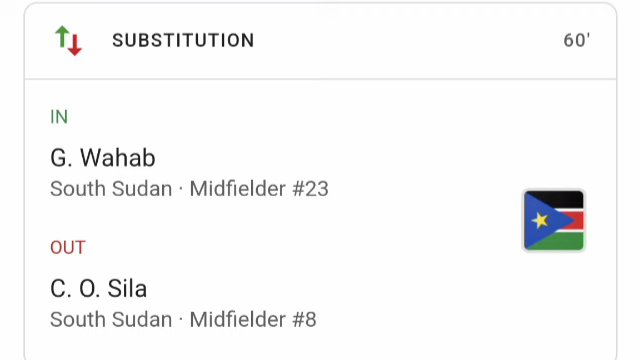 SUBSTITUTION 60'
IN
G. Wahab
South Sudan · Midfielder #23
OUT
C. O. Sila
South Sudan · Midfielder #8